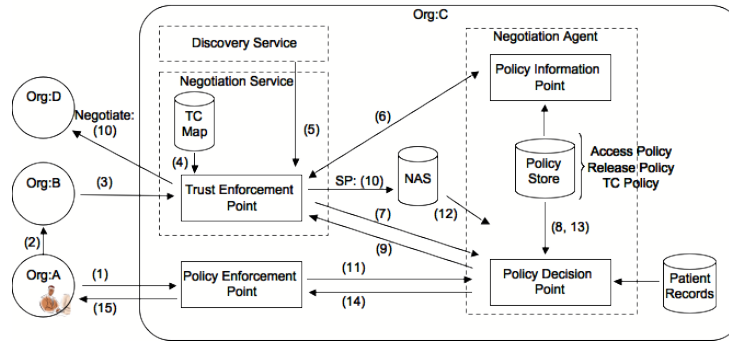 Org:C
Discovery Service
Negotiation Agent
Negotiation Service
Policy Information
Point
Org:D
Negotiate:
(10)
TC
Map
(5)
(6)
(4)
Access Policy
Release Policy
TC Policy
Policy
Store
Org:B
(3)
Trust Enforcement
Point
SP: (10)
NAS
(7)
(12)
(8, 13)
(2)
(9)
Org:A
(1)
(15)
Policy Enforcement
Point
(11)
(14)
Policy Decision
Point
Patient
Records